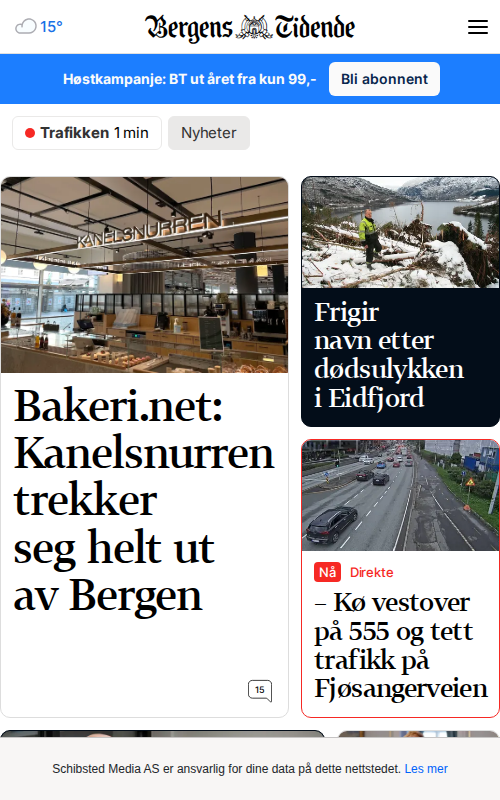 15°
Bergens Tidende
Høstkampanje: BT ut året fra kun 99,-
Bli abonnent
Trafikken 1 min
Nyheter
KANELSNURREN
Bakeri.net:
Kanelsnurren
trekker
seg helt ut
av Bergen
15
Frigir
navn etter
dødsulykken
i Eidfjord
Nå Direkte
– Kø vestover
på 555 og tett
trafikk på
Fjøsangerveien
Schibsted Media AS er ansvarlig for dine data på dette nettstedet. Les mer